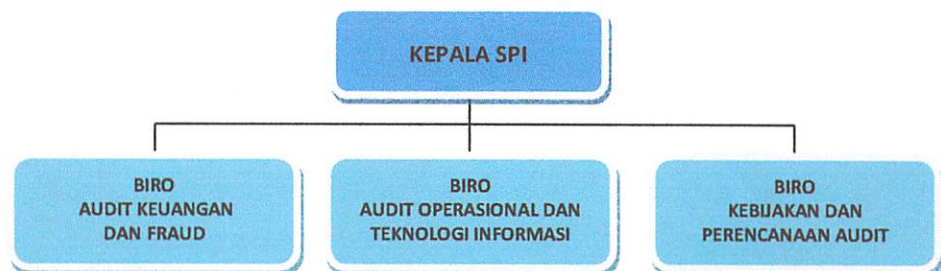 KEPALA SPI
BIRO
AUDIT KEUANGAN
DAN FRAUD
BIRO
AUDIT OPERASIONAL DAN
TEKNOLOGI INFORMASI
BIRO
KEBIJAKAN DAN
PERENCANAAN AUDIT